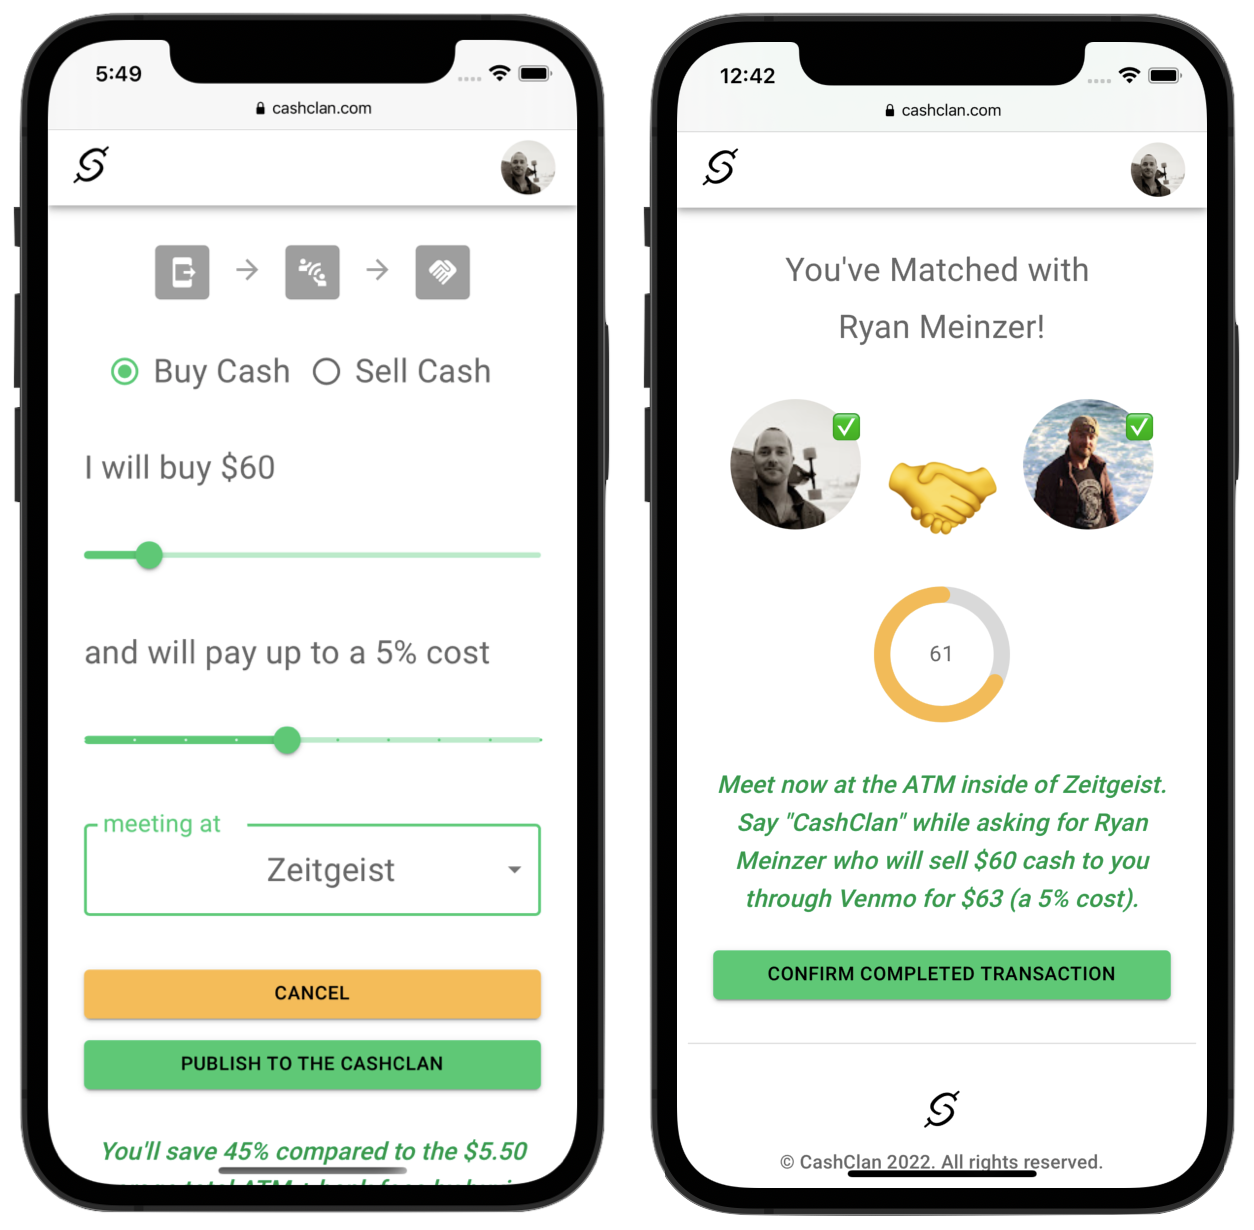 5:49
cashclan.com
Buy Cash Sell Cash
I will buy $60
and will pay up to a 5% cost
meeting at
Zeitgeist
CANCEL
PUBLISH TO THE CASHCLAN
You'll save 45% compared to the $5.50
12:42
cashclan.com
You've Matched with
Ryan Meinzer!
61
Meet now at the ATM inside of Zeitgeist.
Say "CashClan" while asking for Ryan
Meinzer who will sell $60 cash to you
through Venmo for $63 (a 5% cost).
CONFIRM COMPLETED TRANSACTION
© CashClan 2022. All rights reserved.